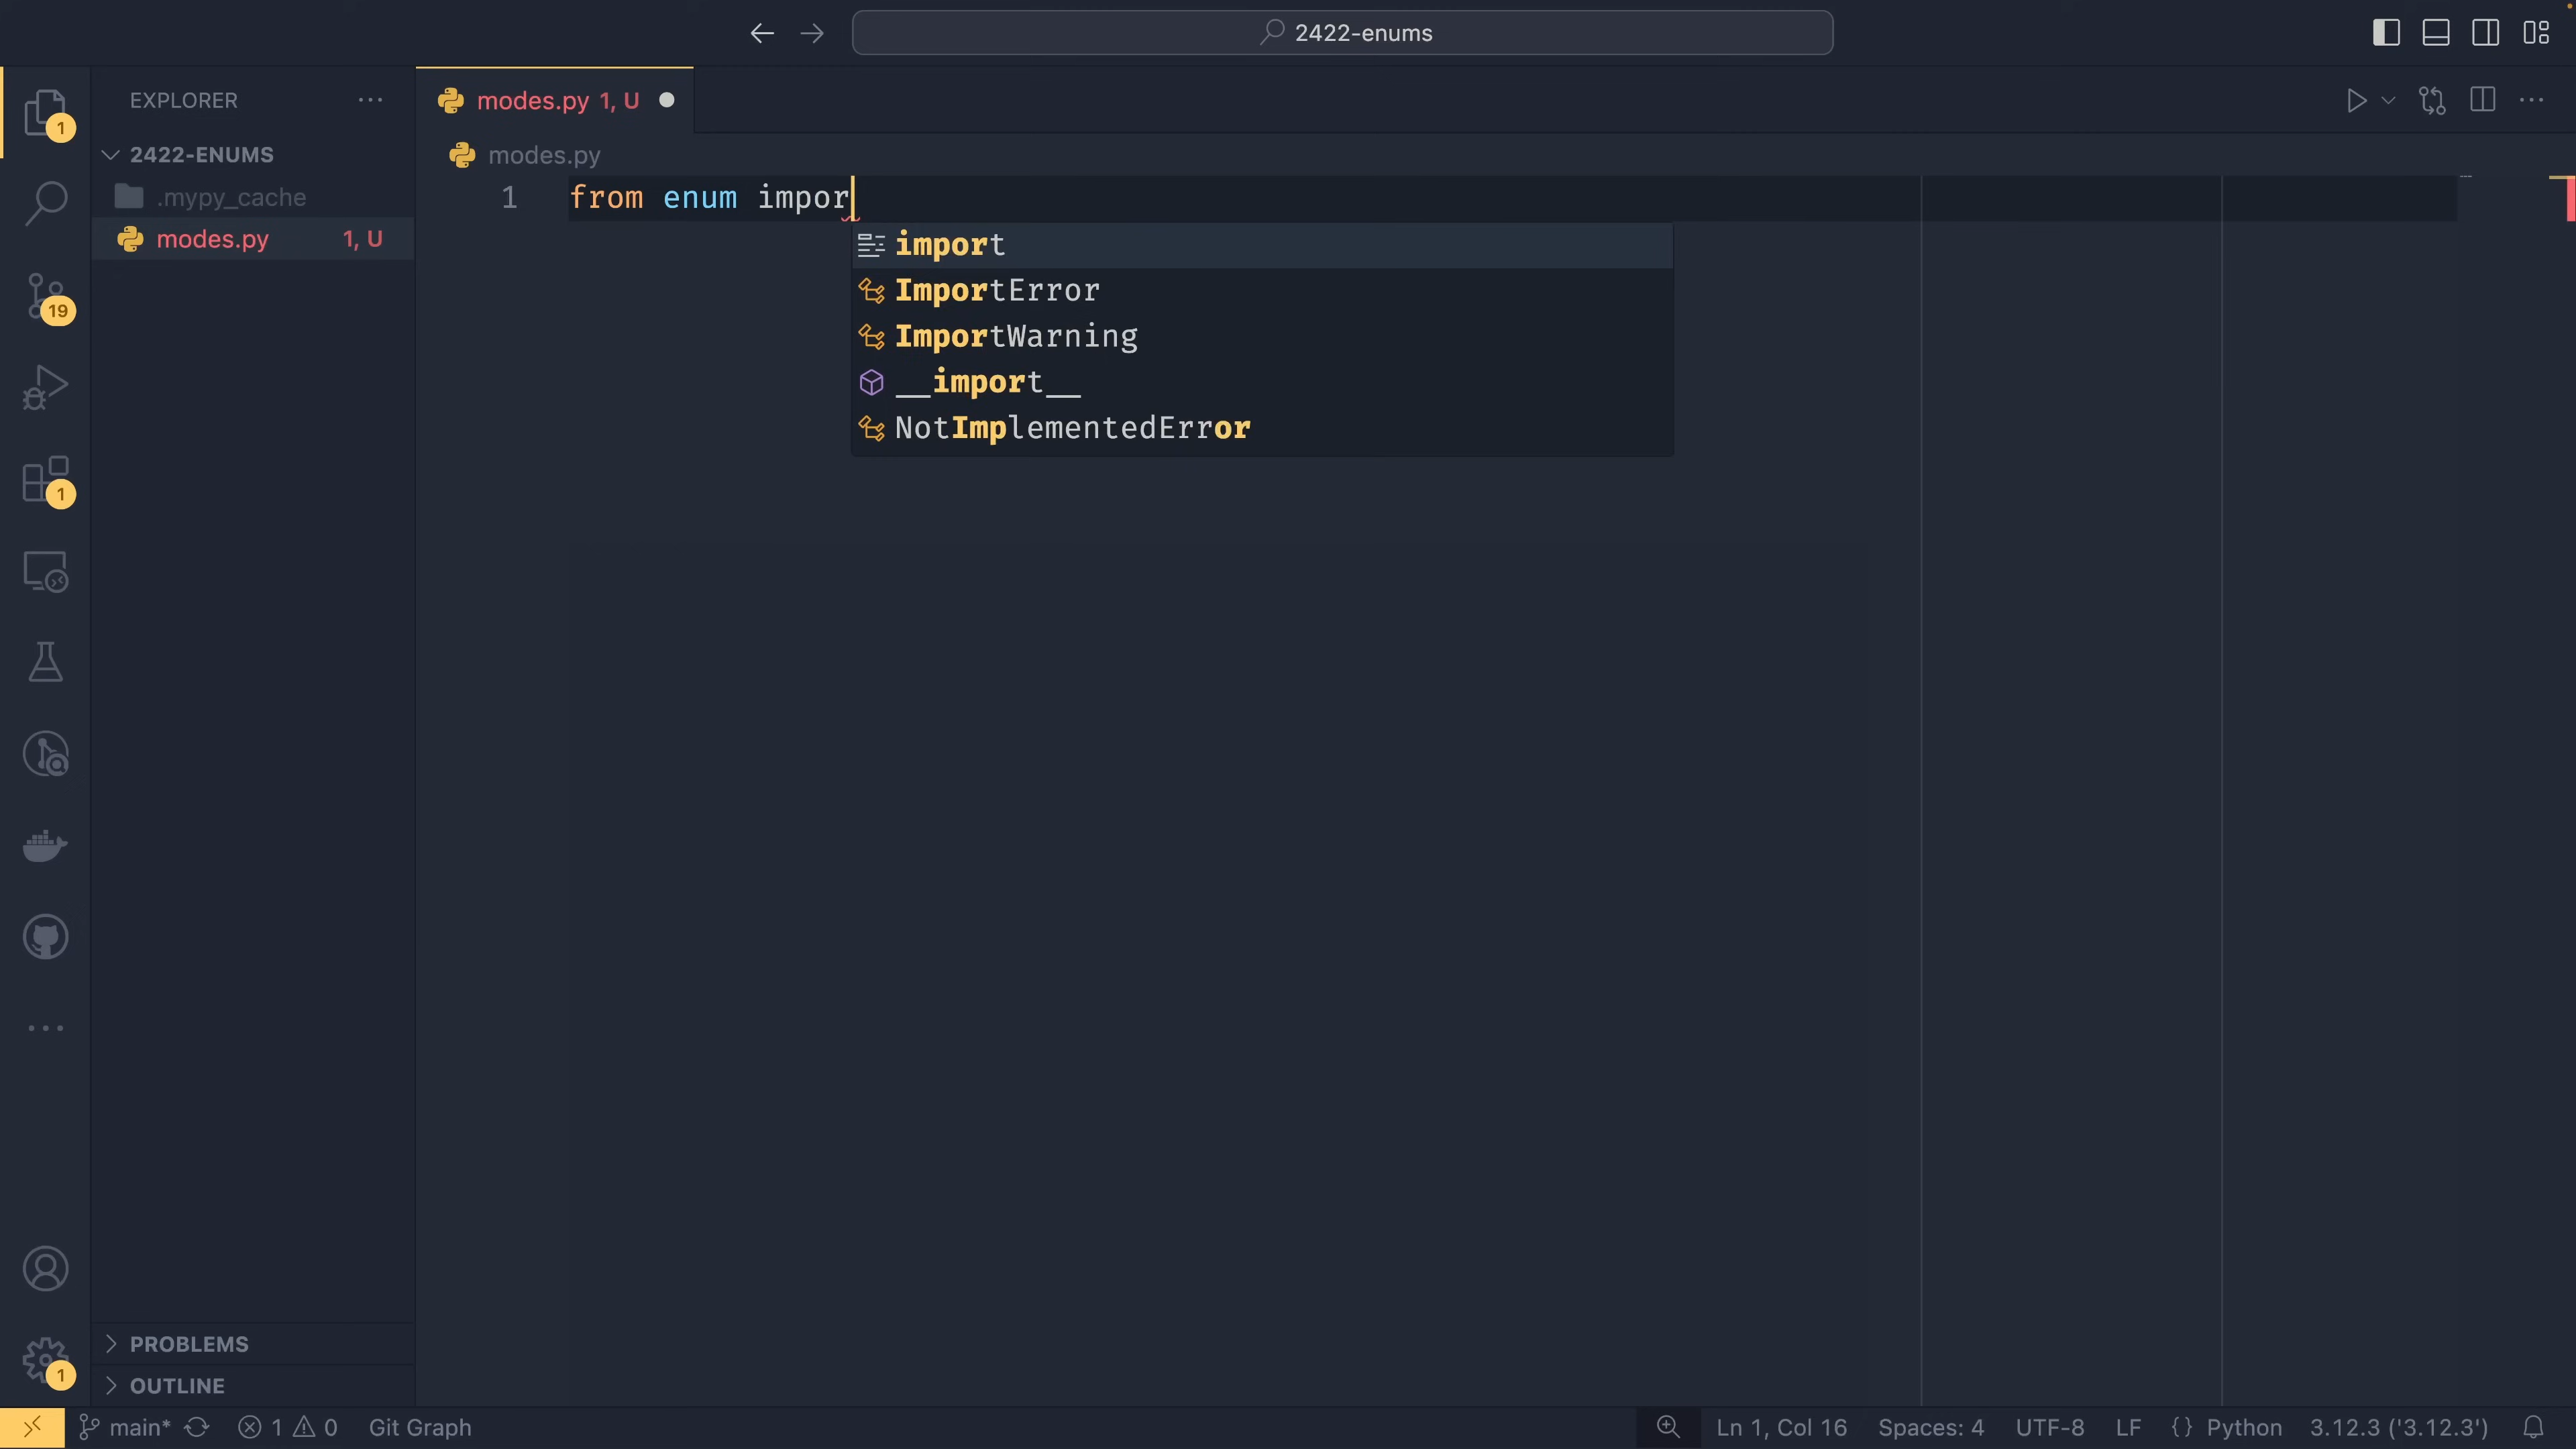 2422-enums
EXPLORER
modes.py 1, U
2422-ENUMS
.mypy_cache
modes.py 1, U
modes.py
1 from enum impor
import
ImportError
ImportWarning
__import__
NotImplementedError
1
19
1
1
PROBLEMS
OUTLINE
main* 1 0 Git Graph Ln 1, Col 16 Spaces: 4 UTF-8 LF {} Python 3.12.3 ('3.12.3')